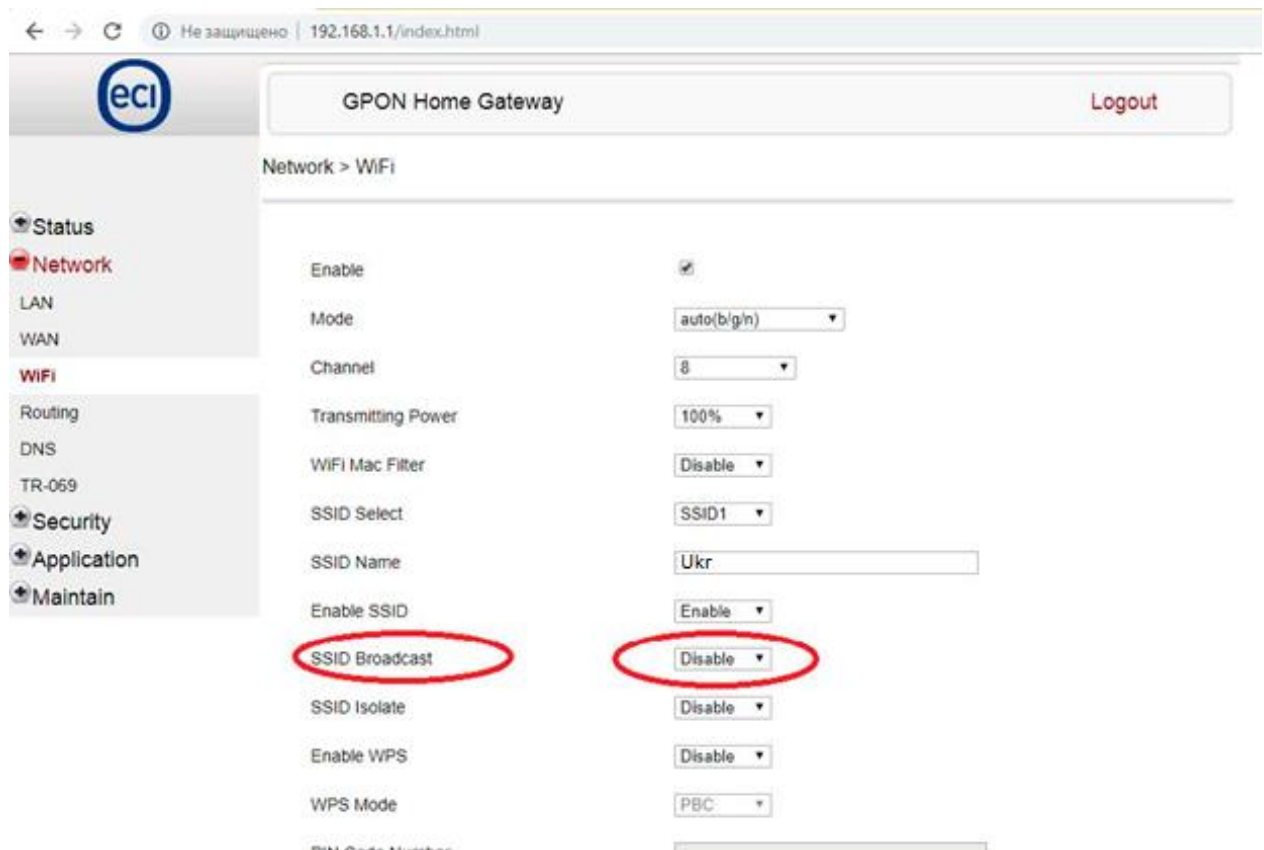 Не защищено | 192.168.1.1/index.html
eci
GPON Home Gateway Logout
Network > WiFi
Status
Network
LAN
WAN
WiFi
Routing
DNS
TR-069
Security
Application
Maintain
Enable
Mode auto(b/g/n)
Channel 8
Transmitting Power 100%
WiFi Mac Filter Disable
SSID Select SSID1
SSID Name Ukr
Enable SSID Enable
SSID Broadcast Disable
SSID Isolate Disable
Enable WPS Disable
WPS Mode PBC